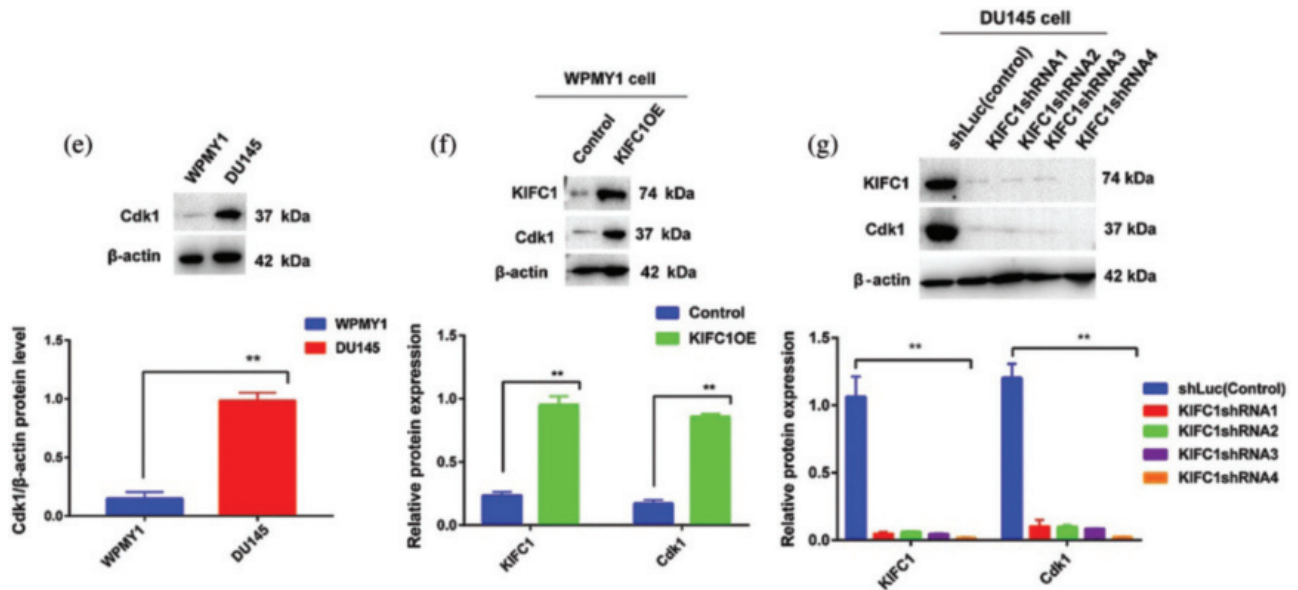 (e)
WPMY1
DU145
Cdk1
37 kDa
β-actin
42 kDa
Cdk1/β-actin protein level
1.5
1.0
0.5
0.0
**
WPMY1
DU145
WPMY1
DU145
(f)
WPMY1 cell
Control
KIFC1OE
KIFC1
74 kDa
Cdk1
37 kDa
β-actin
42 kDa
Relative protein expression
1.5
1.0
0.5
0.0
**
**
Control
KIFC1OE
KIFC1
Cdk1
(g)
DU145 cell
shLuc(control)
KIFC1shRNA1
KIFC1shRNA2
KIFC1shRNA3
KIFC1shRNA4
KIFC1
74 kDa
Cdk1
37 kDa
β-actin
42 kDa
Relative protein expression
1.5
1.0
0.5
0.0
**
**
shLuc(Control)
KIFC1shRNA1
KIFC1shRNA2
KIFC1shRNA3
KIFC1shRNA4
KIFC1
Cdk1